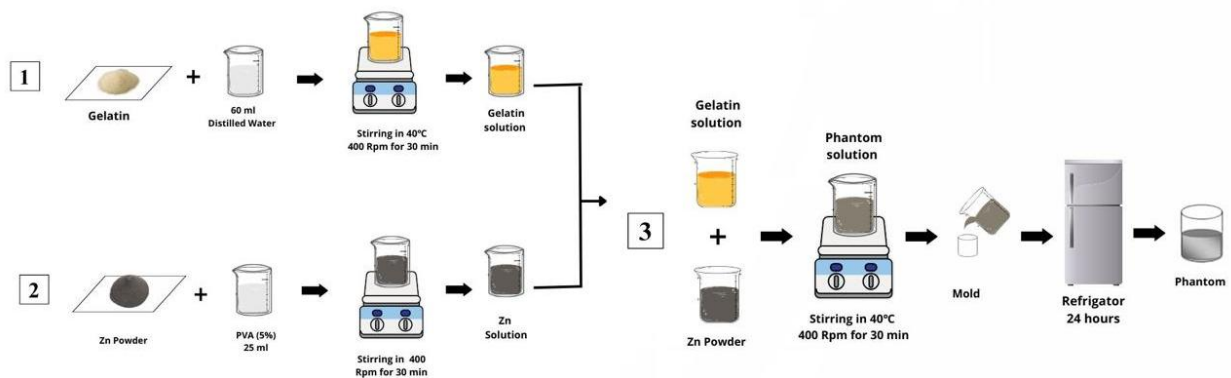 1
Gelatin
+
60 ml
Distilled Water
Stirring in 40°C
400 Rpm for 30 min
Gelatin
solution
2
Zn Powder
+
PVA (5%)
25 ml
Stirring in 400
Rpm for 30 min
Zn
Solution
3
Gelatin
solution
+
Zn Powder
Phantom
solution
Stirring in 40°C
400 Rpm for 30 min
Mold
Refrigator
24 hours
Phantom